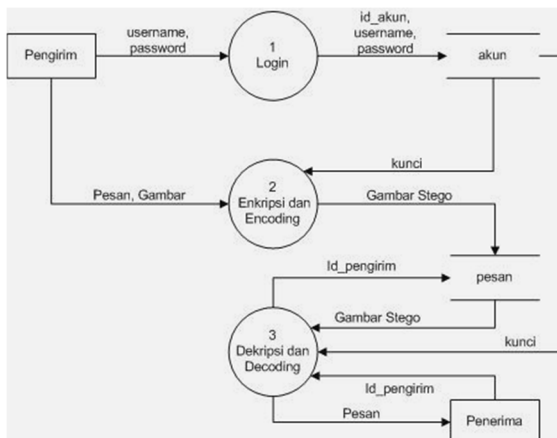 Pengirim
username,
password
1
Login
id_akun,
username,
password
akun
kunci
Pesan, Gambar
2
Enkripsi dan
Encoding
Gambar Stego
Id_pengirim
pesan
Gambar Stego
3
Dekripsi dan
Decoding
kunci
Id_pengirim
Pesan
Penerima